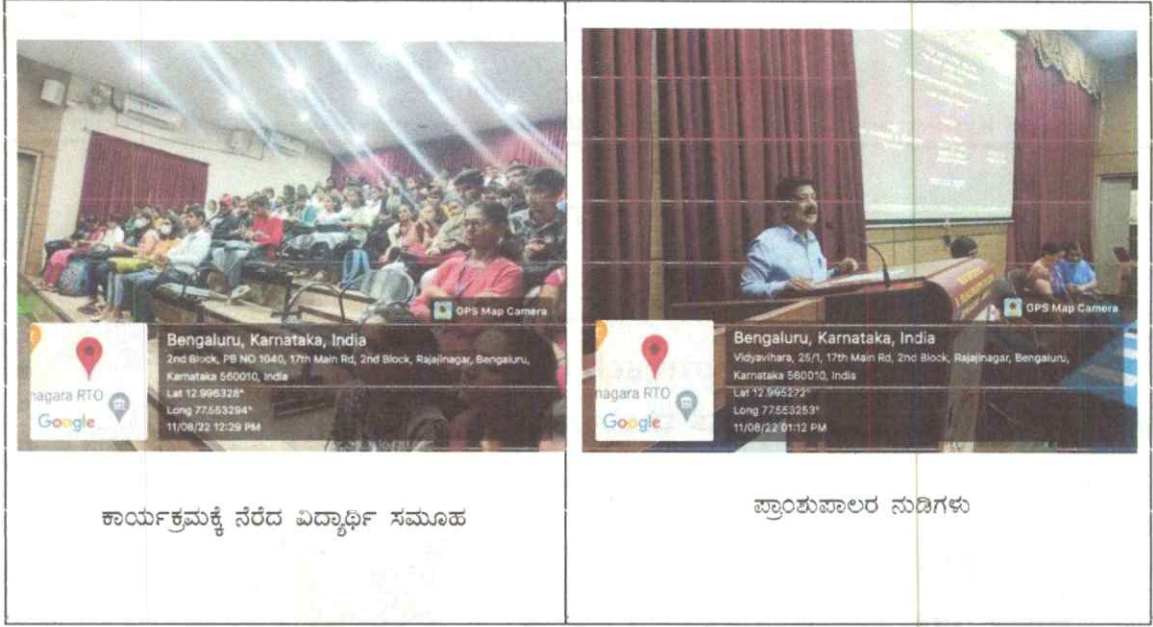 GPS Map Camera
Bengaluru, Karnataka, India
2nd Block, PB NO 1040, 17th Main Rd, 2nd Block, Rajajinagar, Bengaluru,
Karnataka 560010, India
Lat 12.995328°
Long 77.553294°
11/08/22 12:29 PM
nagara RTO
Google
ಕಾರ್ಯಕ್ರಮಕ್ಕೆ ನೆರೆದ ವಿದ್ಯಾರ್ಥಿ ಸಮೂಹ
GPS Map Camera
Bengaluru, Karnataka, India
Vidyavihara, 25/1, 17th Main Rd, 2nd Block, Rajajinagar, Bengaluru,
Karnataka 560010, India
Lat 12.995272°
Long 77.553253°
11/08/22 01:12 PM
nagara RTO
Google
ಪ್ರಾಂಶುಪಾಲರ ನುಡಿಗಳು